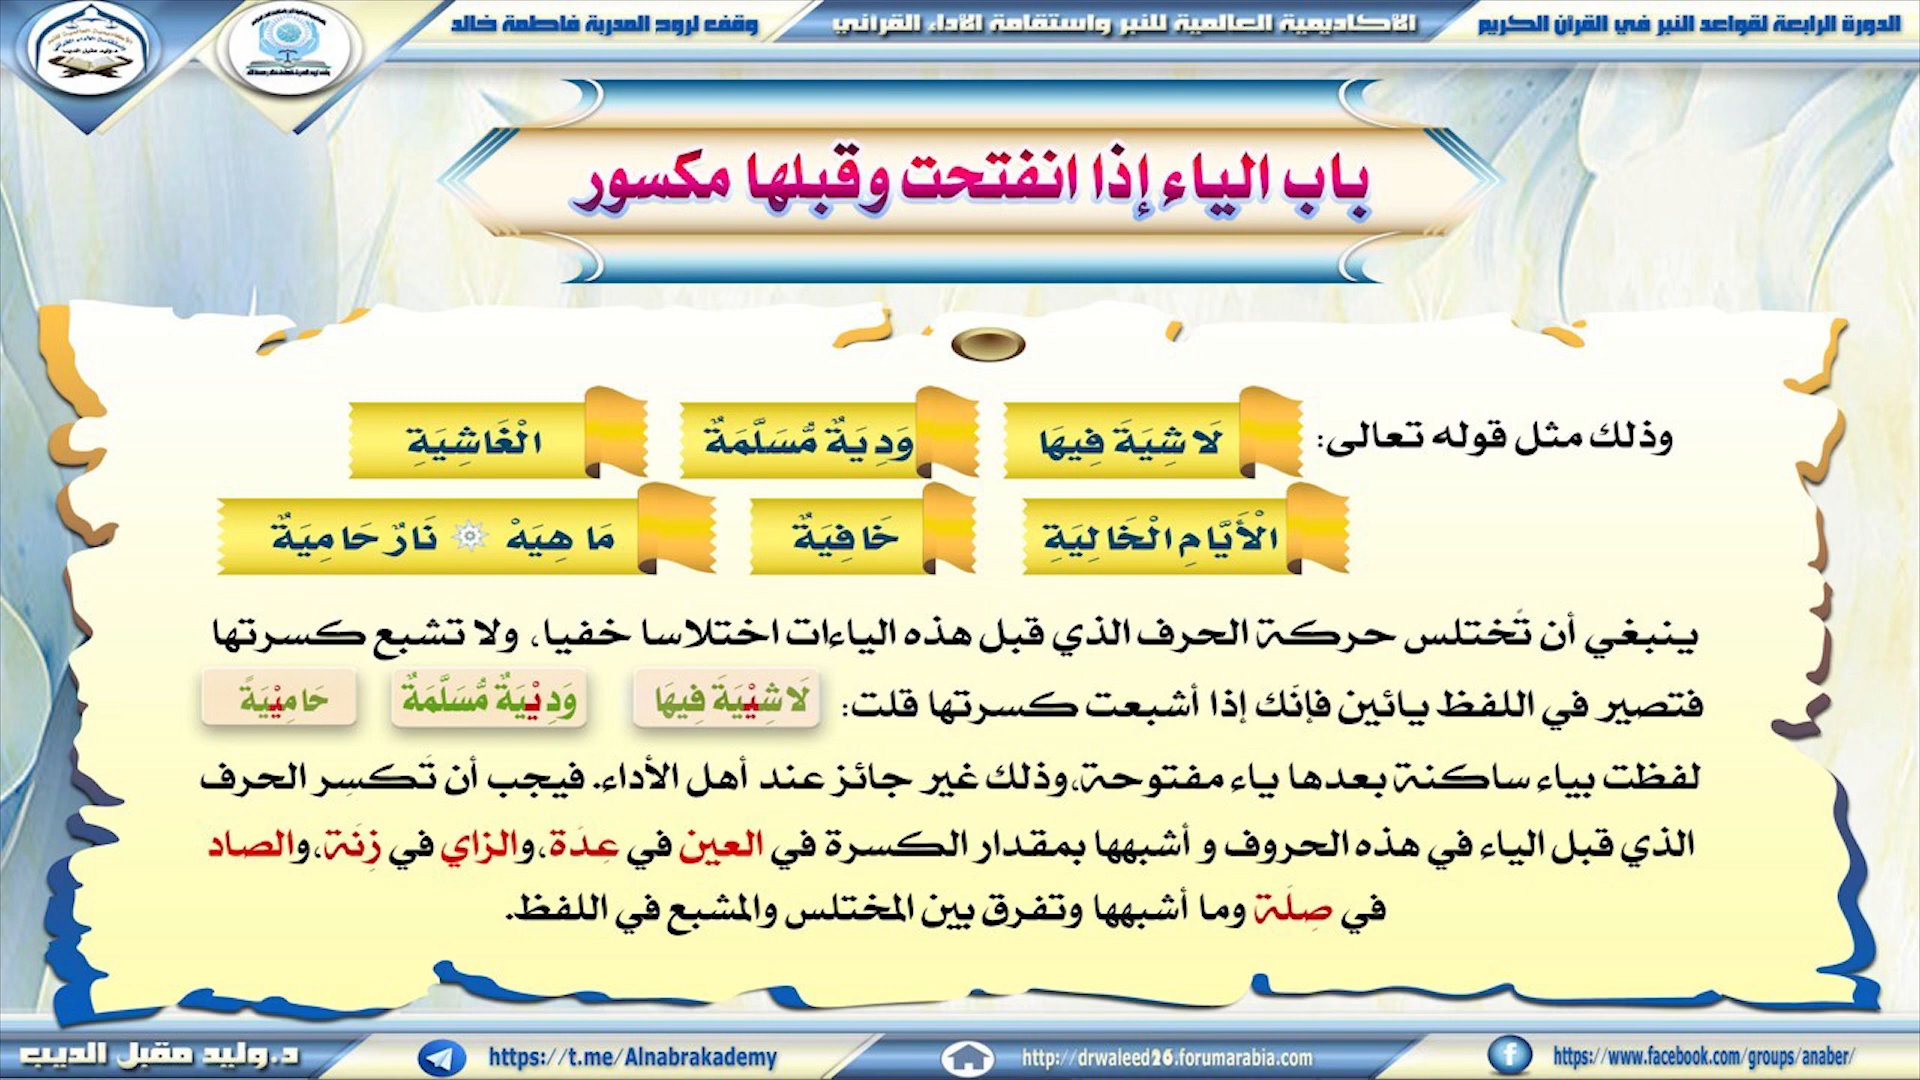 الدورة الرابعة لقواعد النبر في القرآن الكريم
الأكاديمية العالمية للنبر واستقامة الأداء القرآني
وقف لرود المدربة فاطمة خالد
باب الياء إذا انفتحت وقبلها مكسور
وذلك مثل قوله تعالى: لَا شِيَةَ فِيهَا وَدِيَةٌ مُّسَلَّمَةٌ الْغَاشِيَةِ
الْأَيَّامِ الْخَالِيَةِ خَافِيَةٌ مَا هِيَهْ ۞ نَارٌ حَامِيَةٌ
ينبغي أن تُختلس حركة الحرف الذي قبل هذه الياءات اختلاسا خفيا، ولا تشبع كسرتها
فتصير في اللفظ يائين فإنّك إذا أشبعت كسرتها قلت: لَا شِيْيَةَ فِيهَا وَدِيْيَةٌ مُّسَلَّمَةٌ حَامِيْيَةً
لفظت بياء ساكنة بعدها ياء مفتوحة،وذلك غير جائز عند أهل الأداء. فيجب أن تَكسِر الحرف
الذي قبل الياء في هذه الحروف و أشبهها بمقدار الكسرة في العين في عِدَة،والزاي في زِنَة،والصاد
في صِلَة وما أشبهها وتفرق بين المختلس والمشبع في اللفظ.
https://www.facebook.com/groups/anaber/
http://drwaleed26.forumarabia.com
https://t.me/Alnabrakademy
د.وليد مقبل الديب